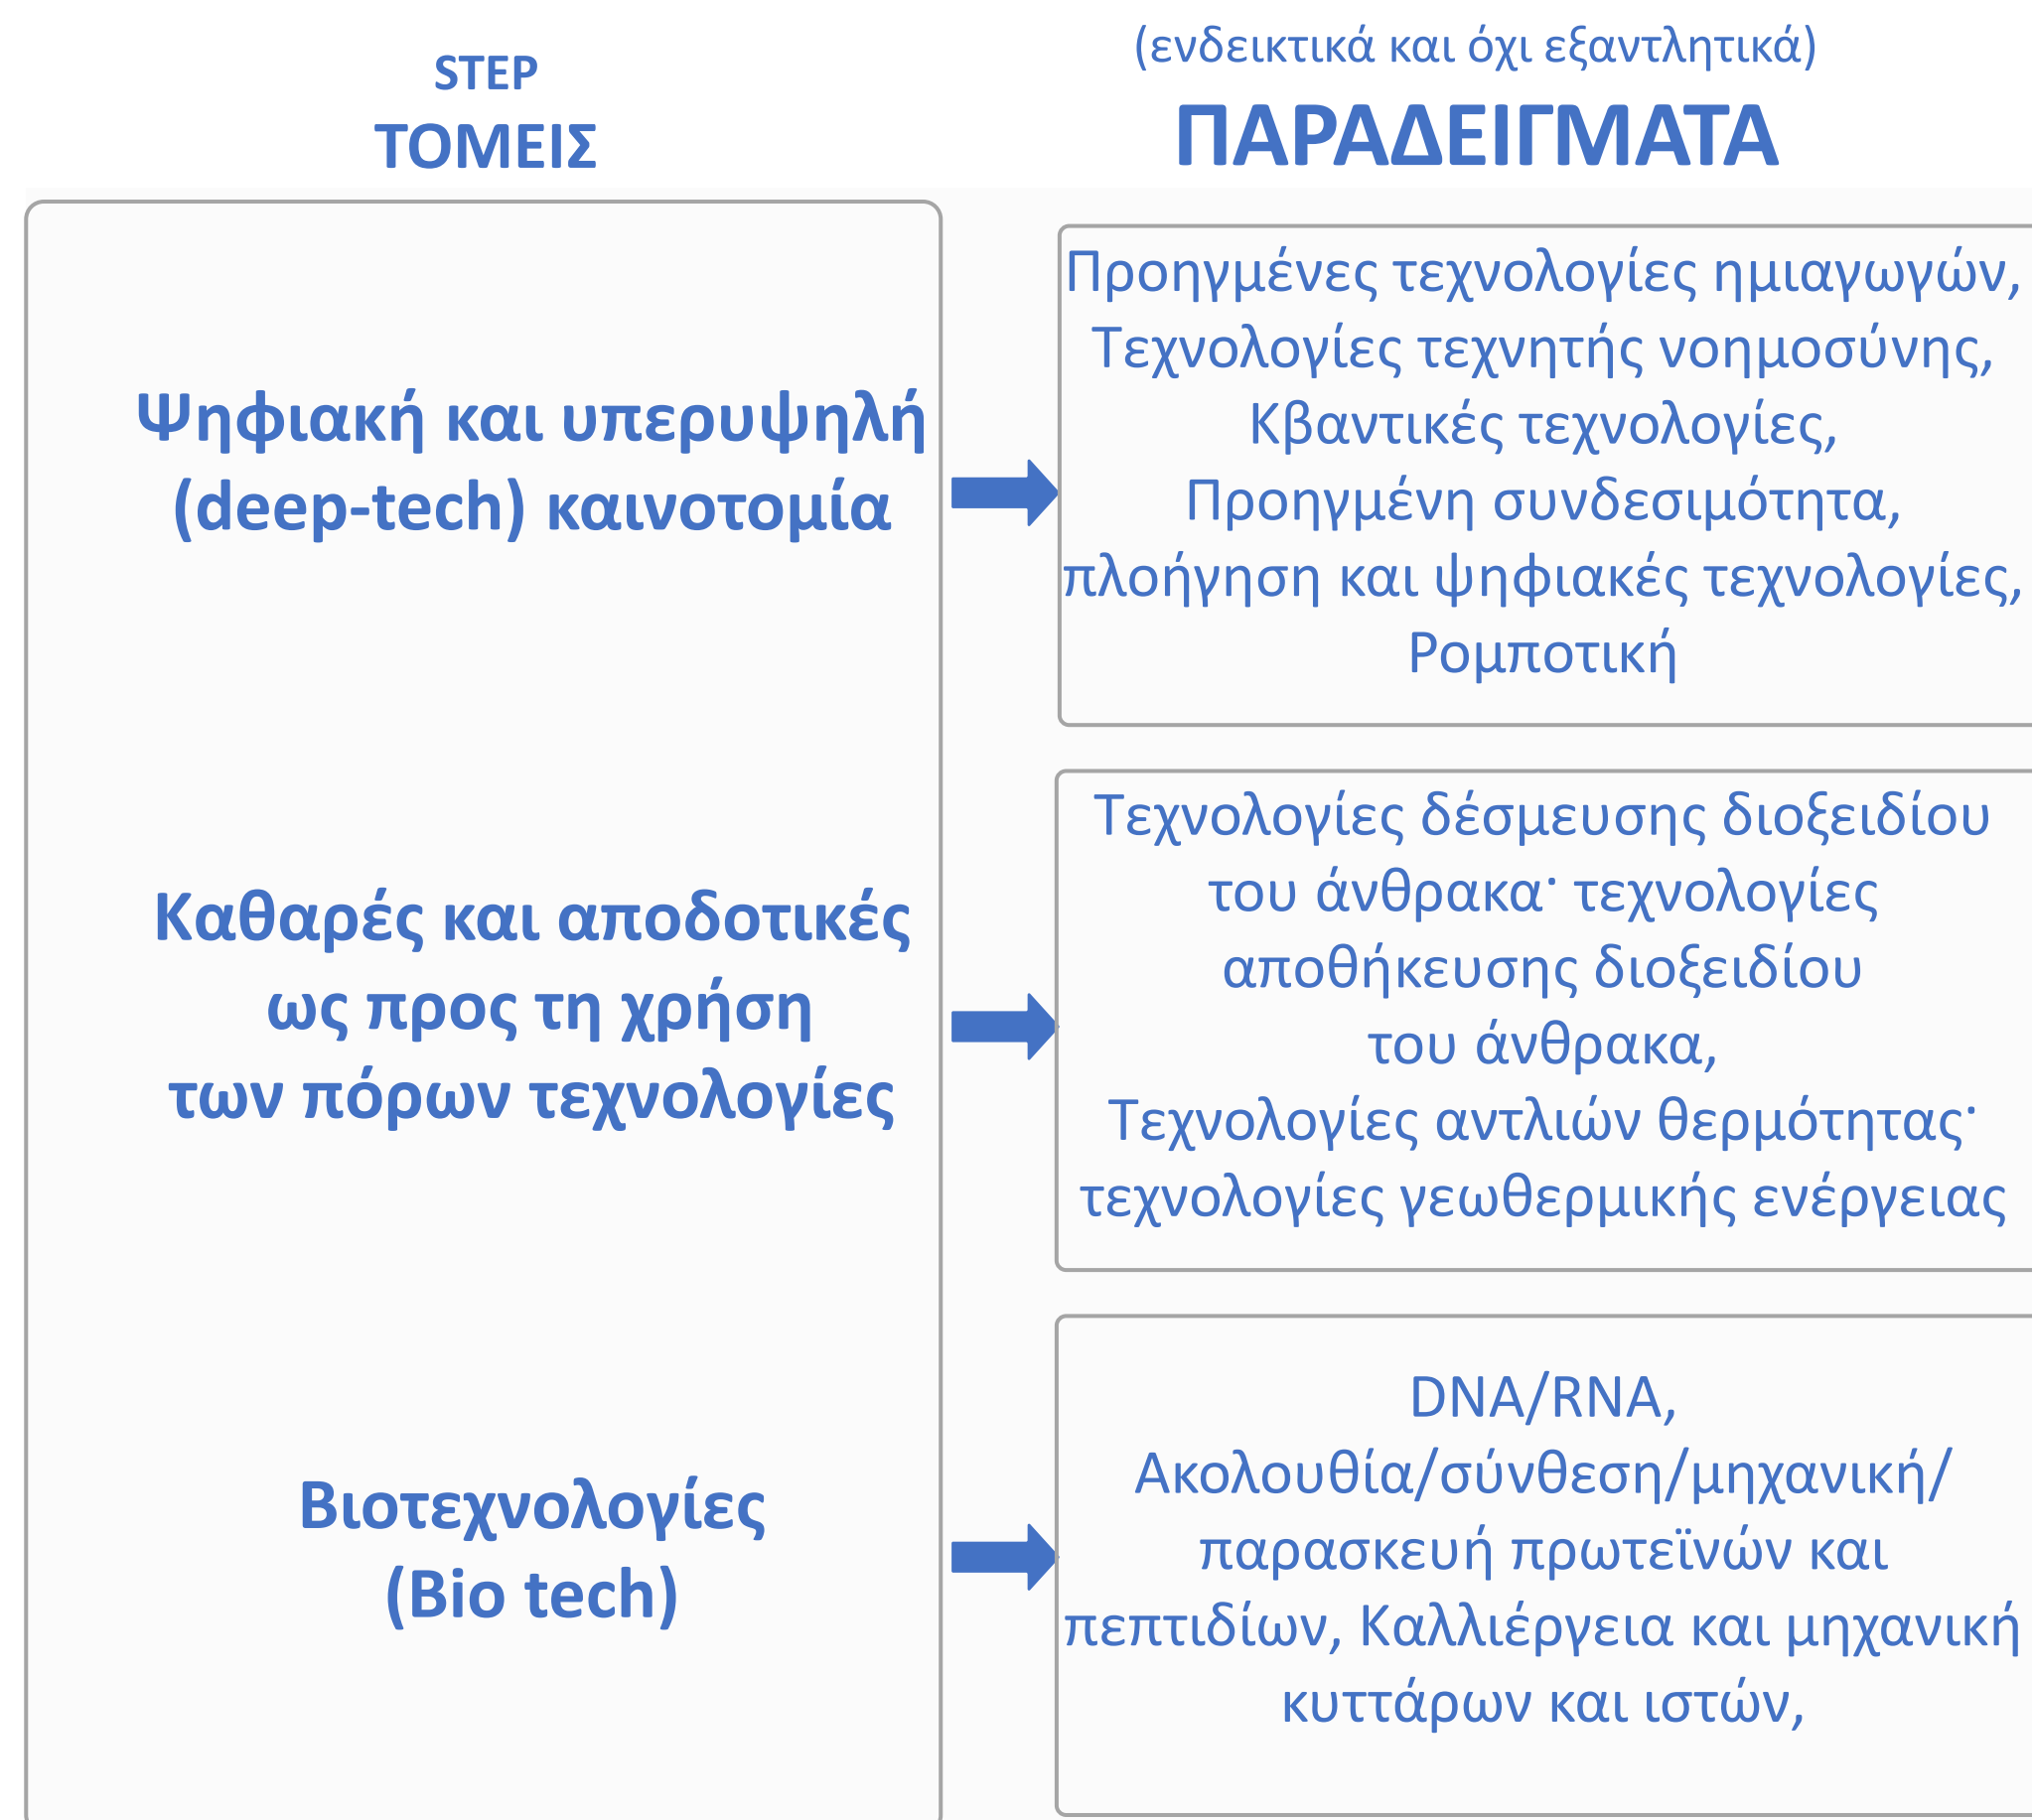 STEP
ΤΟΜΕΙΣ
(ενδεικτικά και όχι εξαντλητικά)
ΠΑΡΑΔΕΙΓΜΑΤΑ
Ψηφιακή και υπερυψηλή
(deep-tech) καινοτομία
Προηγμένες τεχνολογίες ημιαγωγών,
Τεχνολογίες τεχνητής νοημοσύνης,
Κβαντικές τεχνολογίες,
Προηγμένη συνδεσιμότητα,
πλοήγηση και ψηφιακές τεχνολογίες,
Ρομποτική
Καθαρές και αποδοτικές
ως προς τη χρήση
των πόρων τεχνολογίες
Τεχνολογίες δέσμευσης διοξειδίου
του άνθρακα˙ τεχνολογίες
αποθήκευσης διοξειδίου
του άνθρακα,
Τεχνολογίες αντλιών θερμότητας˙
τεχνολογίες γεωθερμικής ενέργειας
Βιοτεχνολογίες
(Bio tech)
DNA/RNA,
Ακολουθία/σύνθεση/μηχανική/
παρασκευή πρωτεϊνών και
πεπτιδίων, Καλλιέργεια και μηχανική
κυττάρων και ιστών,